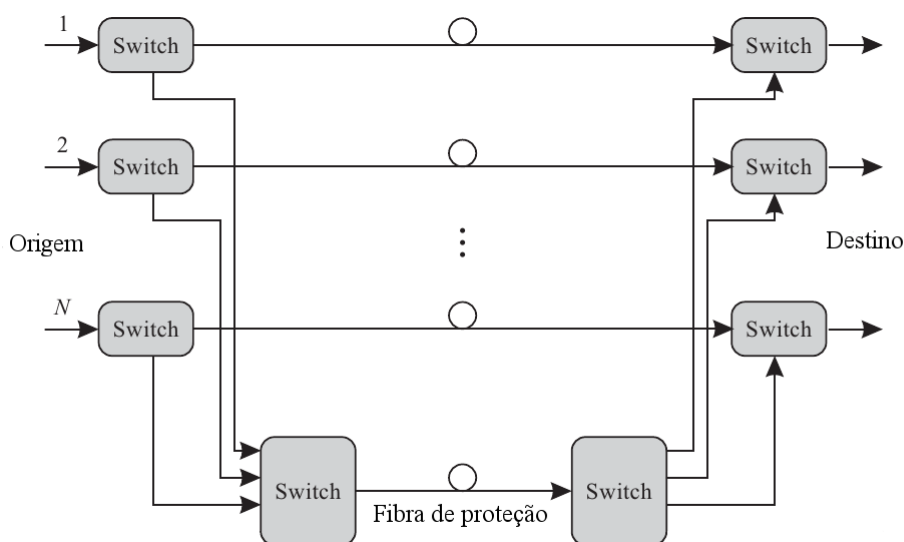 1
Switch
Switch
2
Switch
Switch
Origem
Destino
N
Switch
Switch
Switch
Switch
Fibra de proteção